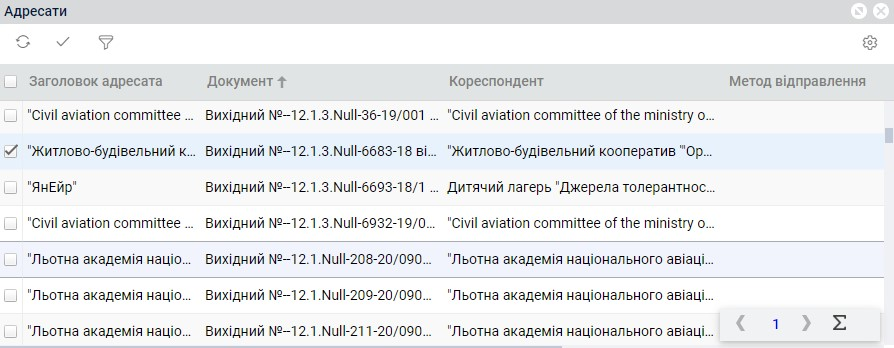 Адресати
Заголовок адресата Документ Кореспондент Метод відправлення
"Civil aviation committee ... Вихідний №--12.1.3.Null-36-19/001 ... "Civil aviation committee of the ministry o...
"Житлово-будівельний к... Вихідний №--12.1.3.Null-6683-18 ві... "Житлово-будівельний кооператив '"Ор...
"ЯнЕйр" Вихідний №--12.1.3.Null-6693-18/1 ... Дитячий лагерь "Джерела толерантнос...
"Civil aviation committee ... Вихідний №--12.1.3.Null-6932-19/0... "Civil aviation committee of the ministry o...
"Льотна академія націо... Вихідний №--12.1.Null-208-20/090... "Льотна академія національного авіаці...
"Льотна академія націо... Вихідний №--12.1.Null-209-20/090... "Льотна академія національного авіаці...
"Льотна академія націо... Вихідний №--12.1.Null-211-20/090... "Льотна академія національного авіаці...
1 Σ